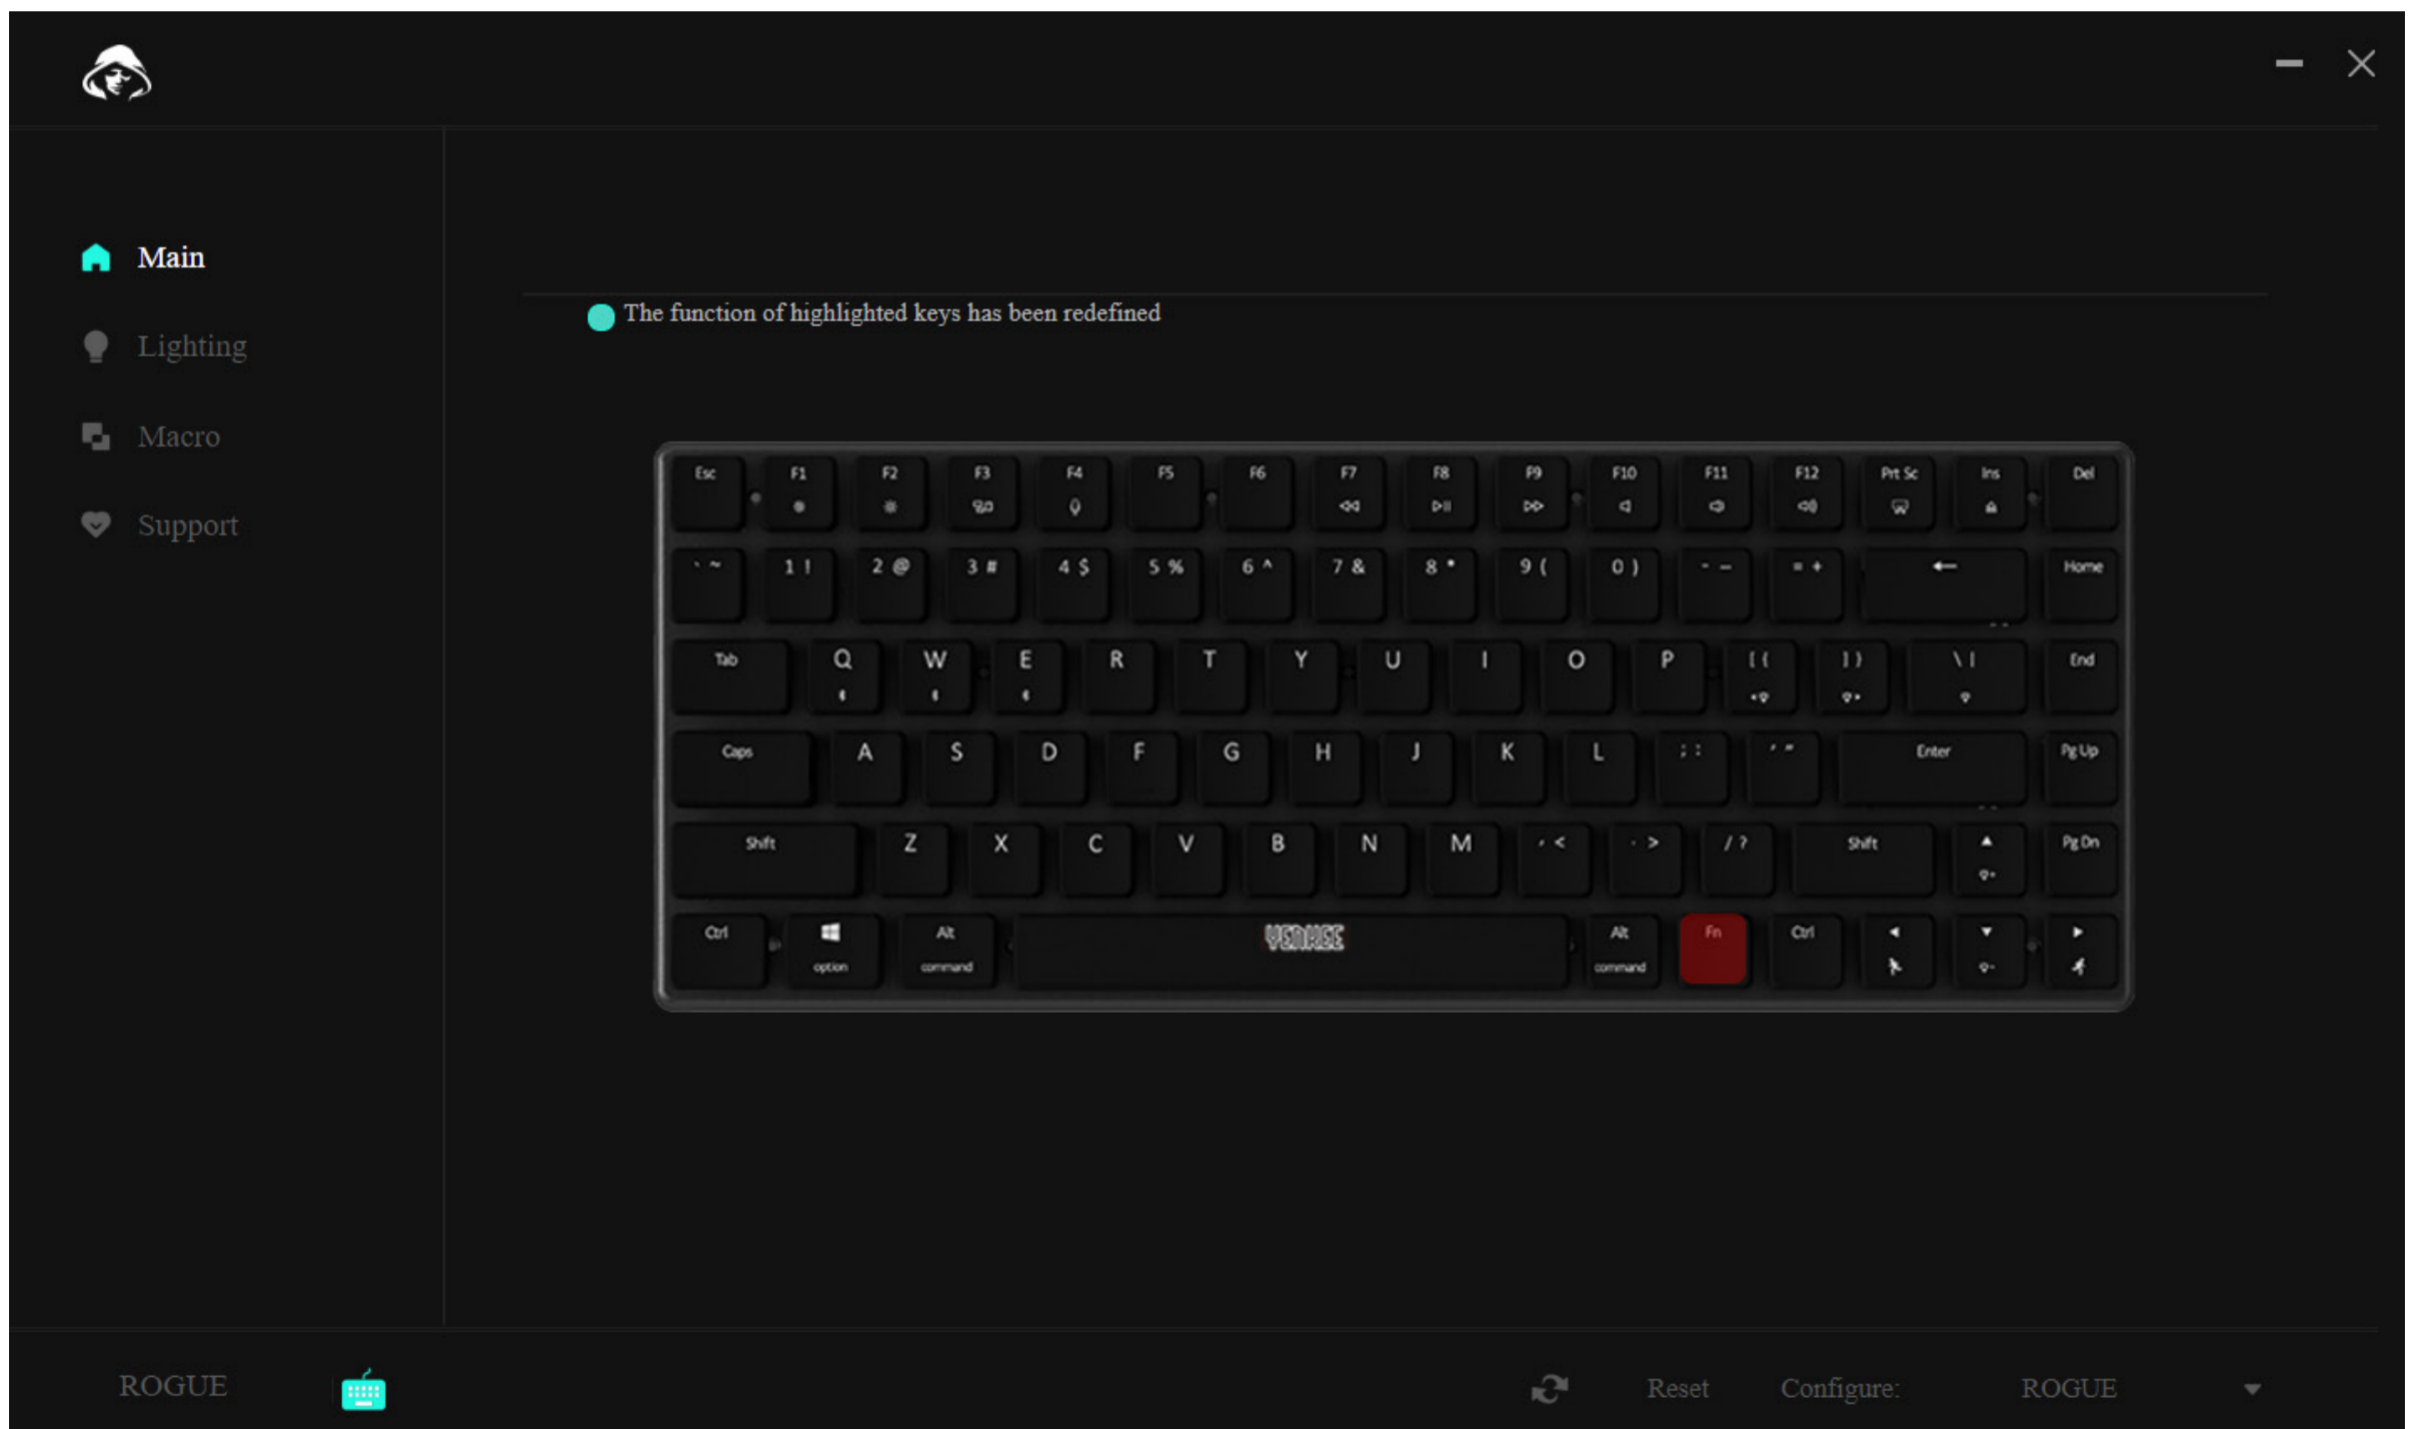 Main
Lighting
Macro
Support
The function of highlighted keys has been redefined
Esc F1 F2 F3 F4 F5 F6 F7 F8 F9 F10 F11 F12 Prt Sc Ins Del
` ~ 1 ! 2 @ 3 # 4 $ 5 % 6 ^ 7 & 8 * 9 ( 0 ) - – = + ← Home
Tab Q W E R T Y U I O P [ { ] } \ | End
Caps A S D F G H J K L ; : ' " Enter Pg Up
Shift Z X C V B N M , < . > / ? Shift Pg Dn
Ctrl option Alt command YENKEE Alt command Fn Ctrl
ROGUE
Reset Configure: ROGUE